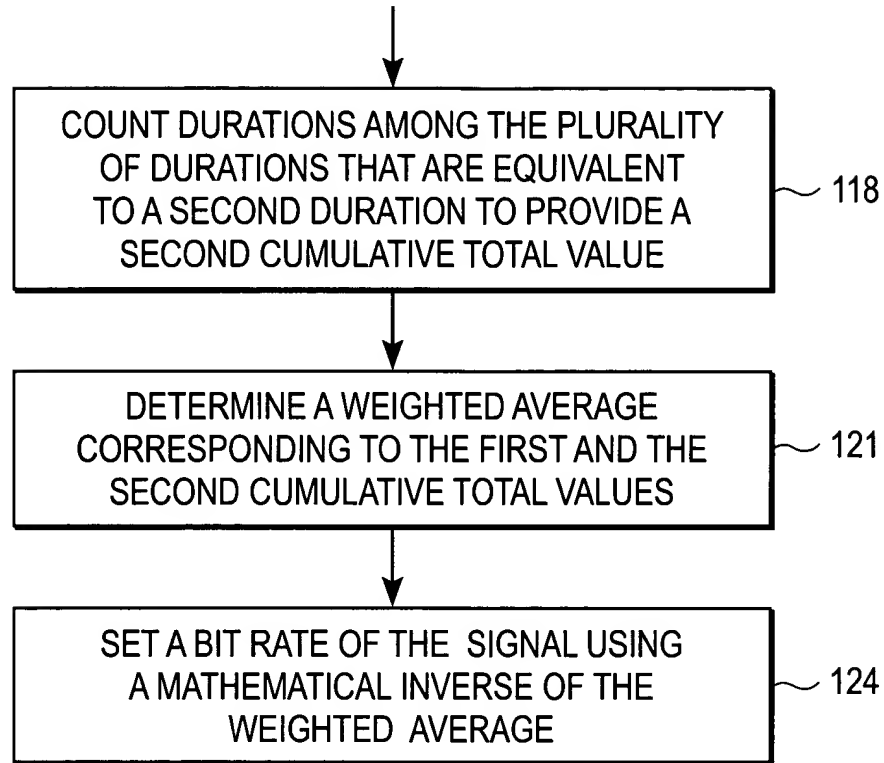 COUNT DURATIONS AMONG THE PLURALITY
OF DURATIONS THAT ARE EQUIVALENT
TO A SECOND DURATION TO PROVIDE A
SECOND CUMULATIVE TOTAL VALUE
118
DETERMINE A WEIGHTED AVERAGE
CORRESPONDING TO THE FIRST AND THE
SECOND CUMULATIVE TOTAL VALUES
121
SET A BIT RATE OF THE SIGNAL USING
A MATHEMATICAL INVERSE OF THE
WEIGHTED AVERAGE
124